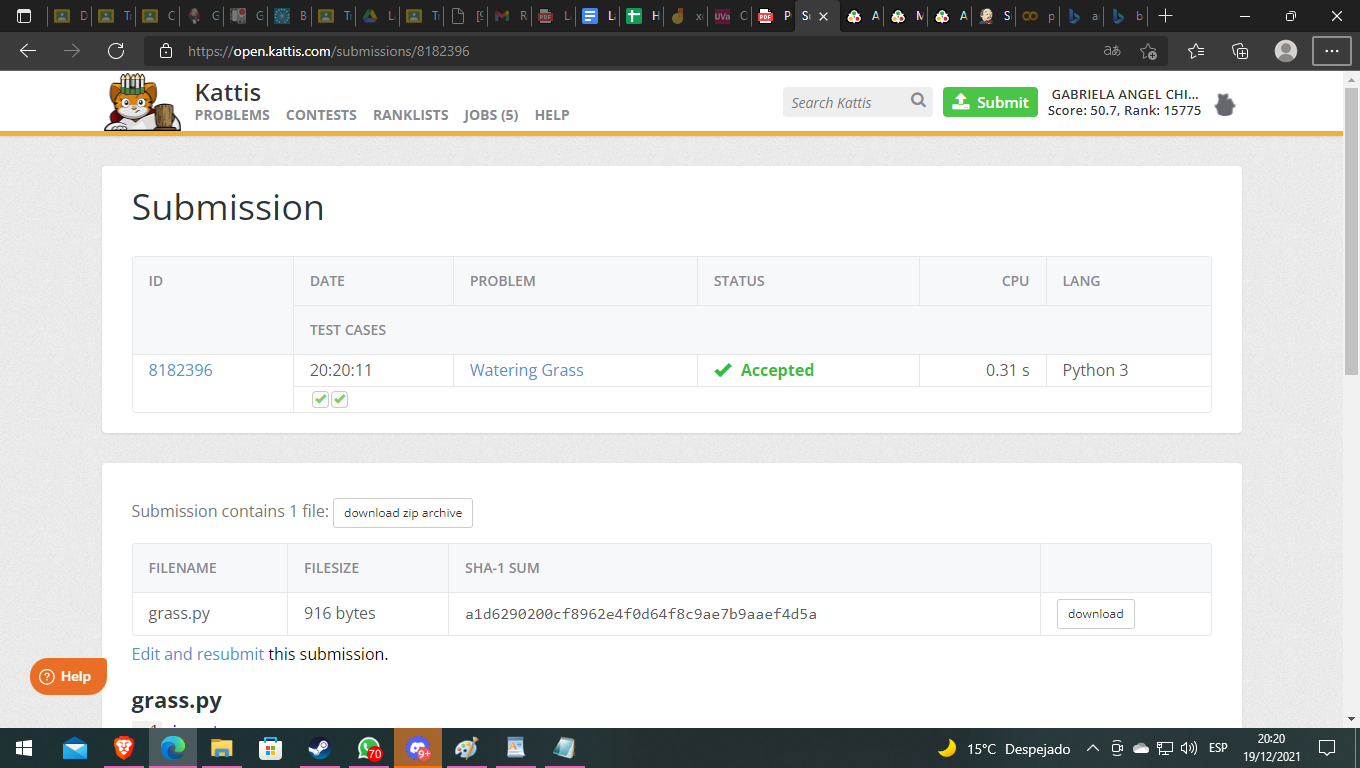 https://open.kattis.com/submissions/8182396
Kattis
PROBLEMS CONTESTS RANKLISTS JOBS (5) HELP
Search Kattis
Submit
GABRIELA ANGEL CHI...
Score: 50.7, Rank: 15775
Submission
ID DATE PROBLEM STATUS CPU LANG
TEST CASES
8182396 20:20:11 Watering Grass Accepted 0.31 s Python 3
Submission contains 1 file: download zip archive
FILENAME FILESIZE SHA-1 SUM
grass.py 916 bytes a1d6290200cf8962e4f0d64f8c9ae7b9aaef4d5a download
Edit and resubmit this submission.
Help
grass.py
70
9+
15°C Despejado
ESP
20:20
19/12/2021